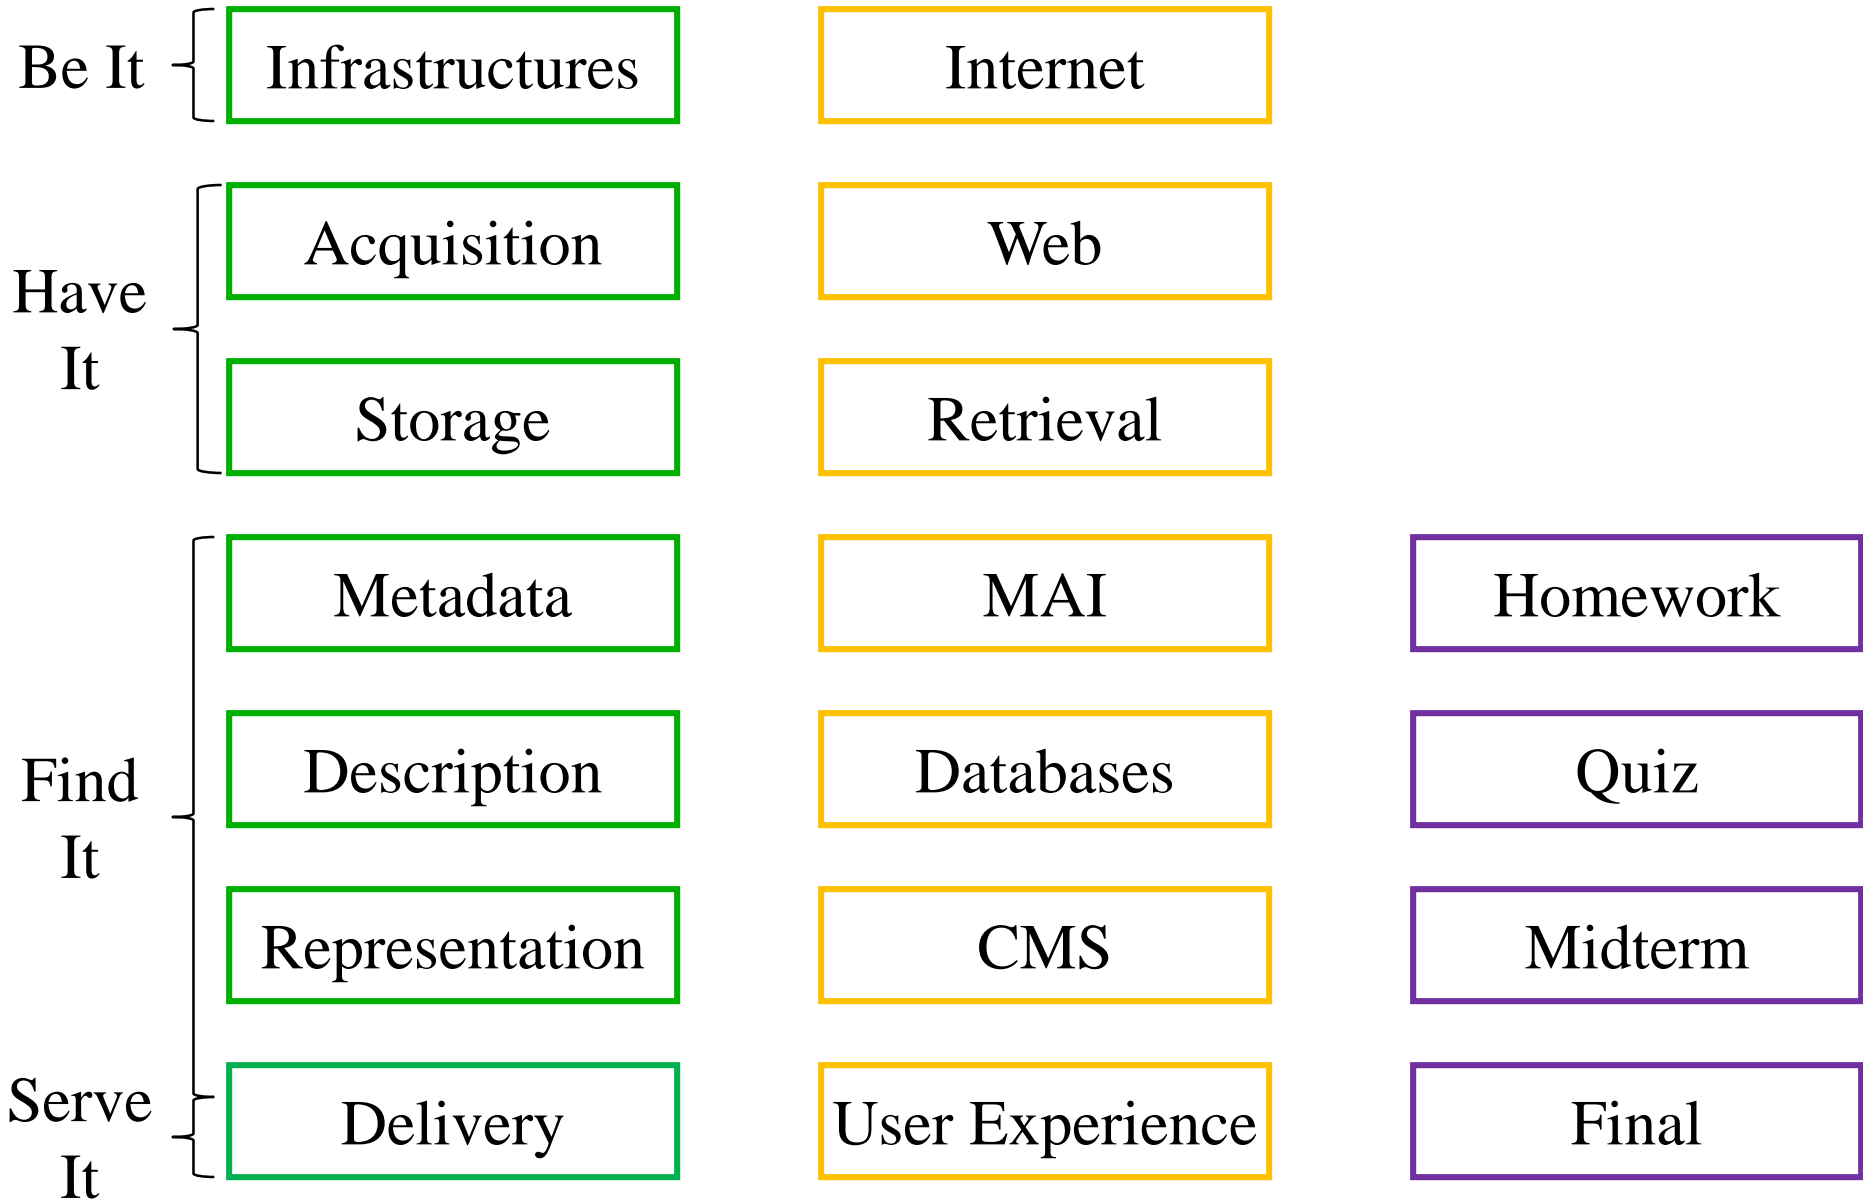 Be It
Infrastructures
Internet
Have
It
Acquisition
Web
Storage
Retrieval
Find
It
Metadata
MAI
Homework
Description
Databases
Quiz
Representation
CMS
Midterm
Serve
It
Delivery
User Experience
Final